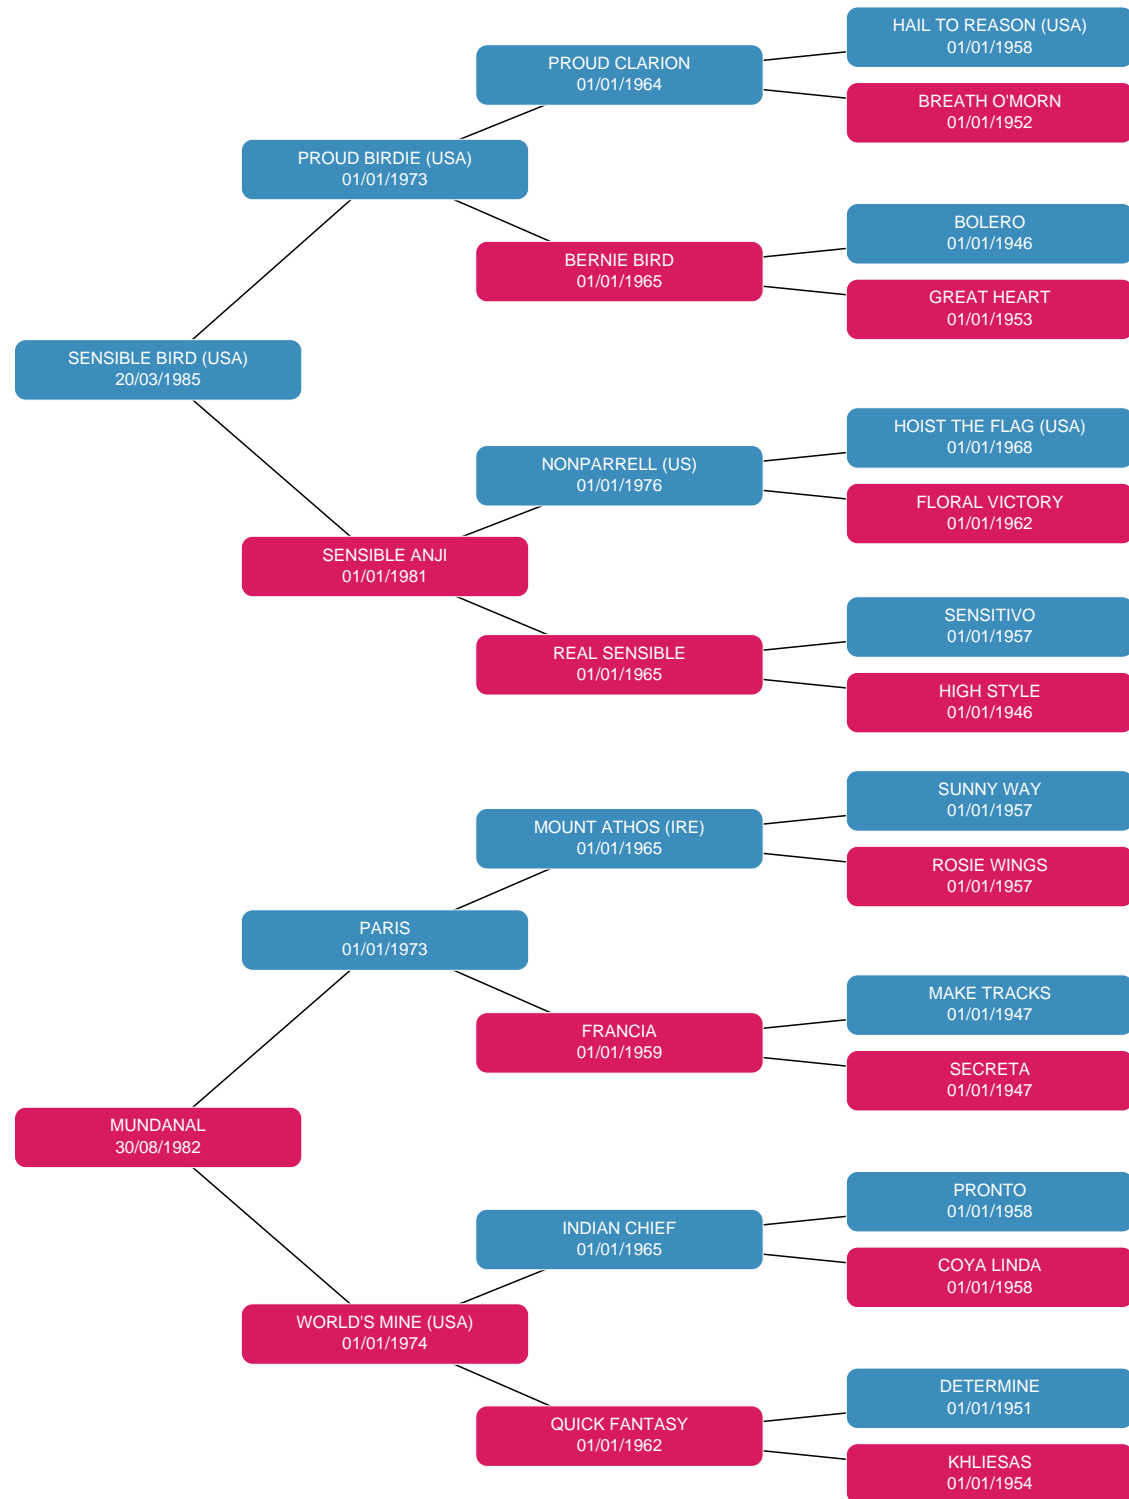 HAIL TO REASON (USA)
01/01/1958
PROUD CLARION
01/01/1964
BREATH O'MORN
01/01/1952
PROUD BIRDIE (USA)
01/01/1973
BOLERO
01/01/1946
BERNIE BIRD
01/01/1965
GREAT HEART
01/01/1953
SENSIBLE BIRD (USA)
20/03/1985
HOIST THE FLAG (USA)
01/01/1968
NONPARRELL (US)
01/01/1976
FLORAL VICTORY
01/01/1962
SENSIBLE ANJI
01/01/1981
SENSITIVO
01/01/1957
REAL SENSIBLE
01/01/1965
HIGH STYLE
01/01/1946
SUNNY WAY
01/01/1957
MOUNT ATHOS (IRE)
01/01/1965
ROSIE WINGS
01/01/1957
PARIS
01/01/1973
MAKE TRACKS
01/01/1947
FRANCIA
01/01/1959
SECRETA
01/01/1947
MUNDANAL
30/08/1982
PRONTO
01/01/1958
INDIAN CHIEF
01/01/1965
COYA LINDA
01/01/1958
WORLD'S MINE (USA)
01/01/1974
DETERMINE
01/01/1951
QUICK FANTASY
01/01/1962
KHLIESAS
01/01/1954